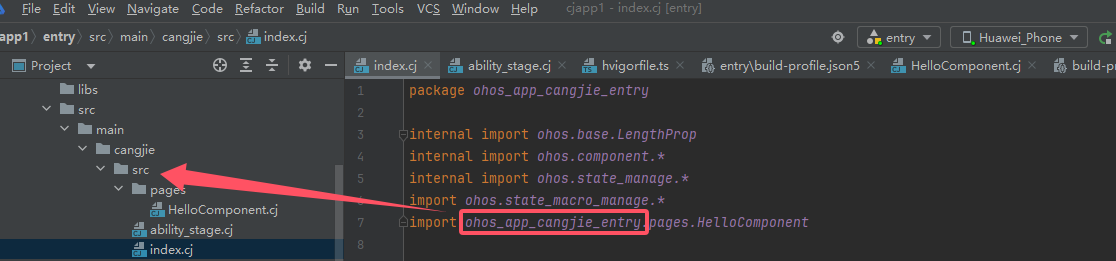 File Edit View Navigate Code Refactor Build Run Tools VCS Window Help cjapp1 - index.cj [entry]
app1 〉 entry 〉 src 〉 main 〉 cangjie 〉 src 〉 index.cj entry Huawei_Phone
Project index.cj ability_stage.cj hvigorfile.ts entry\build-profile.json5 HelloComponent.cj build-p
libs
src
main
cangjie
src
pages
HelloComponent.cj
ability_stage.cj
index.cj
1 package ohos_app_cangjie_entry
2
3 internal import ohos.base.LengthProp
4 internal import ohos.component.*
5 internal import ohos.state_manage.*
import ohos.state_macro_manage.*
7 import ohos_app_cangjie_entry.pages.HelloComponent
8